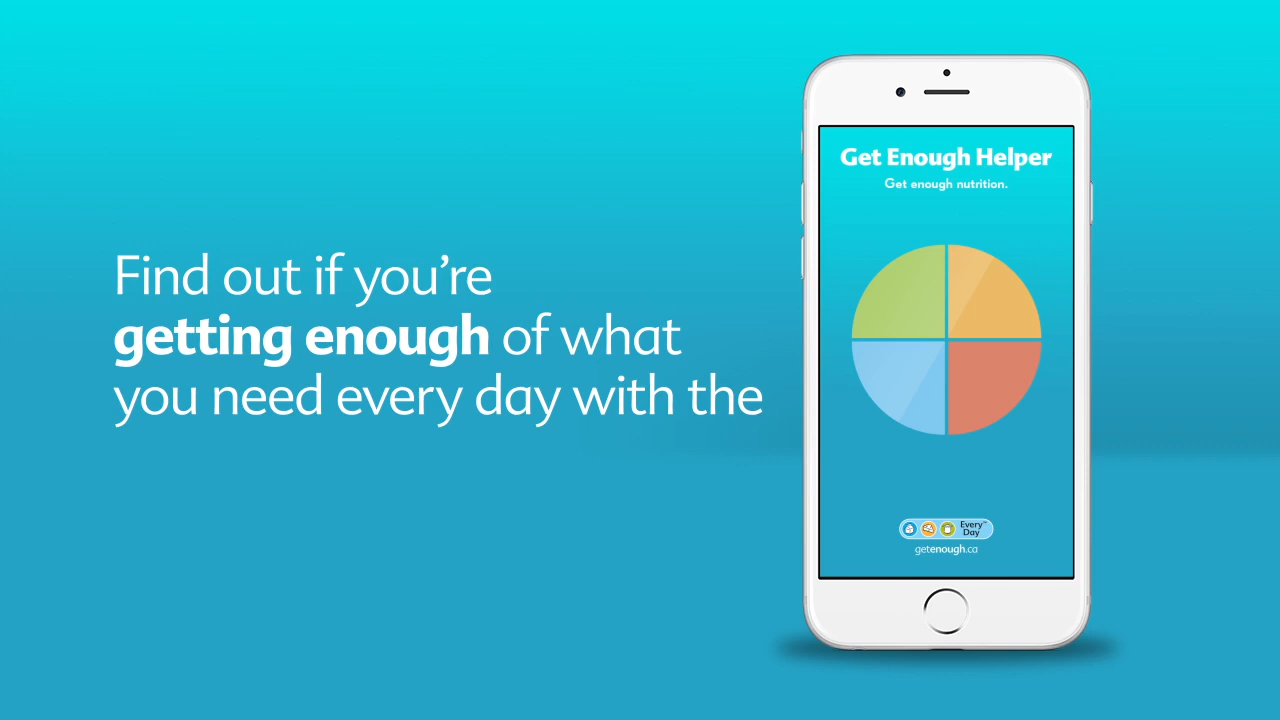 Find out if you're
getting enough of what
you need every day with the
Get Enough Helper
Get enough nutrition.
Every™
Day
getenough.ca